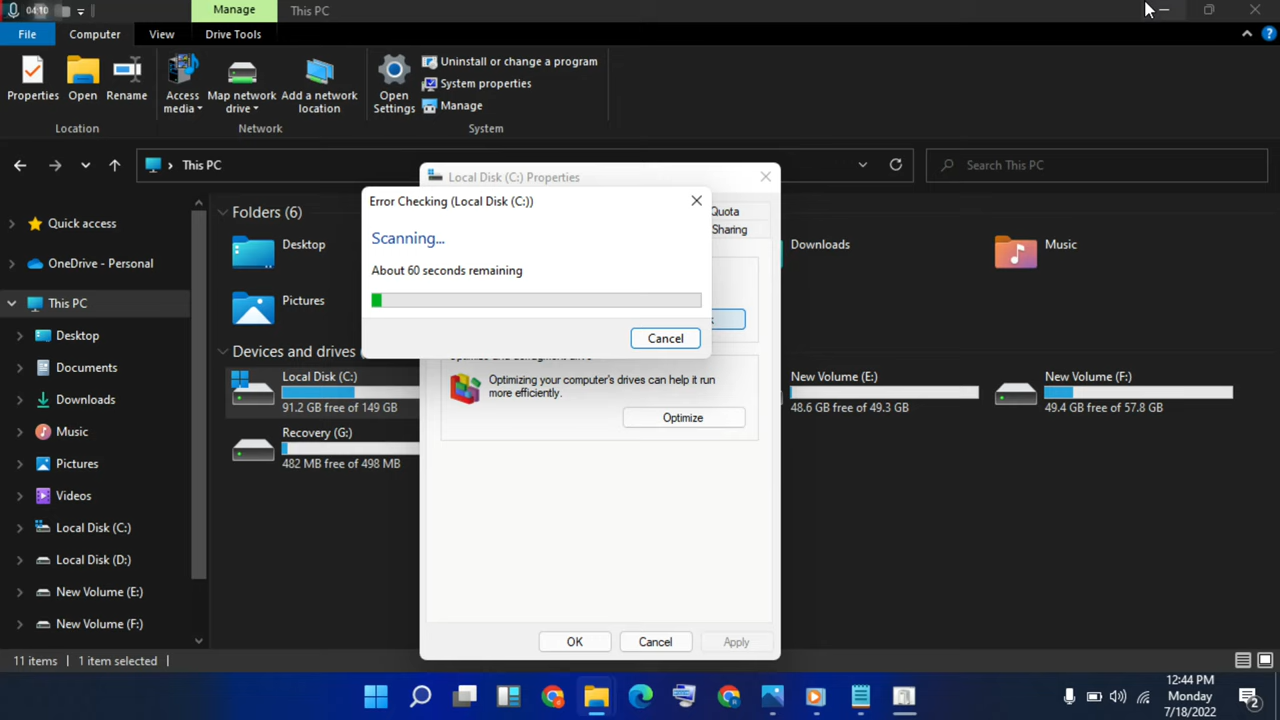 04:10
Manage
This PC
File
Computer
View
Drive Tools
Properties
Open
Rename
Access media
Map network drive
Add a network location
Open Settings
Uninstall or change a program
System properties
Manage
Location
Network
System
This PC
Search This PC
Quick access
OneDrive - Personal
This PC
Desktop
Documents
Downloads
Music
Pictures
Videos
Local Disk (C:)
Local Disk (D:)
New Volume (E:)
New Volume (F:)
Folders (6)
Desktop
Downloads
Music
Pictures
Devices and drives
Local Disk (C:)
91.2 GB free of 149 GB
New Volume (E:)
48.6 GB free of 49.3 GB
New Volume (F:)
49.4 GB free of 57.8 GB
Recovery (G:)
482 MB free of 498 MB
Local Disk (C:) Properties
Quota
Sharing
Error Checking (Local Disk (C:))
Scanning...
About 60 seconds remaining
Cancel
Optimize and defragment drive
Optimizing your computer's drives can help it run
more efficiently.
Optimize
OK
Cancel
Apply
11 items
1 item selected
12:44 PM
Monday
7/18/2022
2